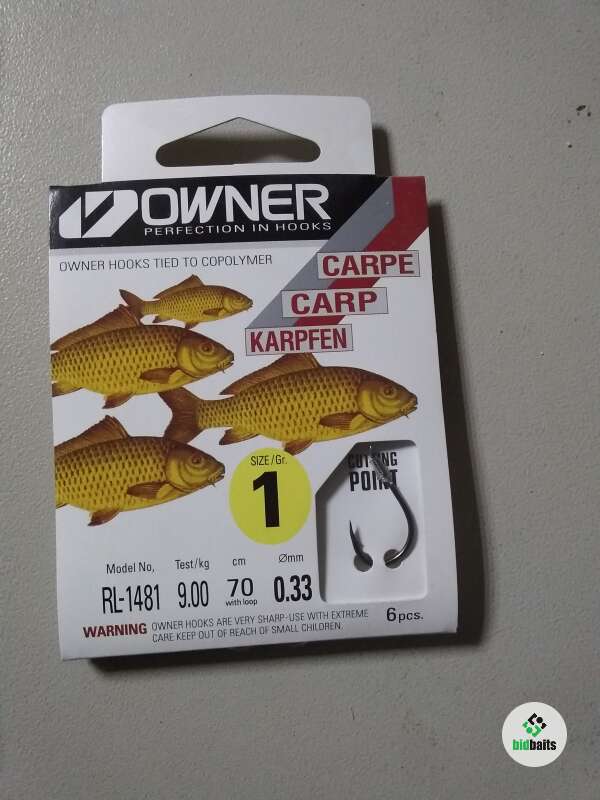 OWNER
PERFECTION IN HOOKS
OWNER HOOKS TIED TO COPOLYMER
CARPE
CARP
KARPFEN
SIZE/Gr.
1
CUTTING
POINT
Model No, Test/kg cm Ømm
RL-1481 9.00 70 0.33
with loop
WARNING OWNER HOOKS ARE VERY SHARP-USE WITH EXTREME
CARE KEEP OUT OF REACH OF SMALL CHILDREN.
6pcs.
bidbaits